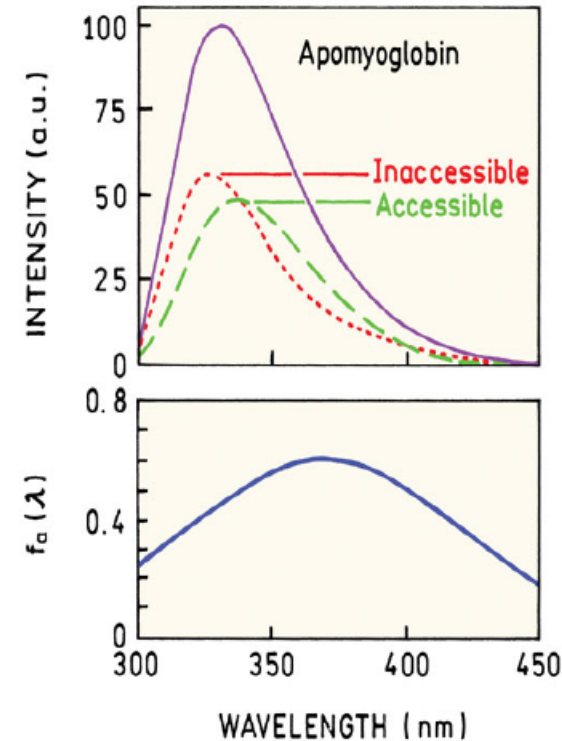 100
Apomyoglobin
75
Inaccessible
50
Accessible
25
0
INTENSITY (a.u.)
0.8
0.4
0
fa (λ)
300 350 400 450
WAVELENGTH (nm)